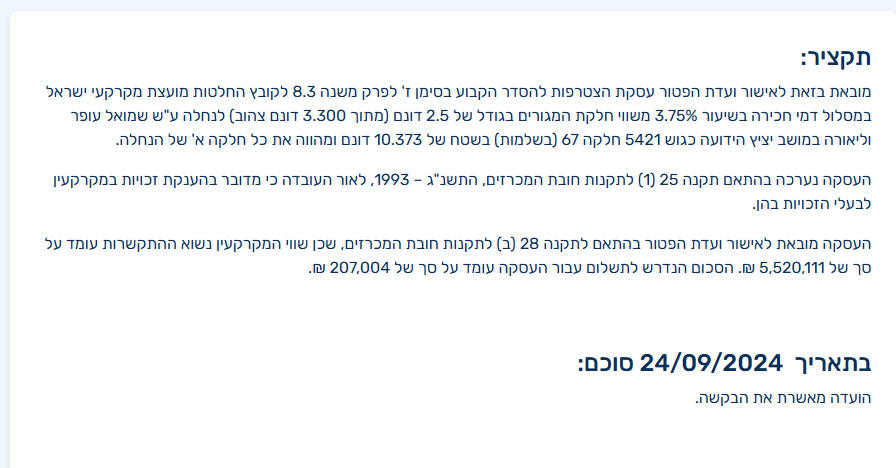 תקציר:
מובאת בזאת לאישור ועדת הפטור עסקת הצטרפות להסדר הקבוע בסימן ז' לפרק משנה 8.3 לקובץ החלטות מועצת מקרקעי ישראל
במסלול דמי חכירה בשיעור 3.75% משווי חלקת המגורים בגודל של 2.5 דונם (מתוך 3.300 דונם צהוב) לנחלה ע"ש שמואל עופר
וליאורה במושב יציץ הידועה כגוש 5421 חלקה 67 (בשלמות) בשטח של 10.373 דונם ומהווה את כל חלקה א' של הנחלה.
העסקה נערכה בהתאם תקנה 25 (1) לתקנות חובת המכרזים, התשנ"ג – 1993, לאור העובדה כי מדובר בהענקת זכויות במקרקעין
לבעלי הזכויות בהן.
העסקה מובאת לאישור ועדת הפטור בהתאם לתקנה 28 (ב) לתקנות חובת המכרזים, שכן שווי המקרקעין נשוא ההתקשרות עומד על
סך של 5,520,111 ₪. הסכום הנדרש לתשלום עבור העסקה עומד על סך של 207,004 ₪.
בתאריך 24/09/2024 סוכם:
הועדה מאשרת את הבקשה.